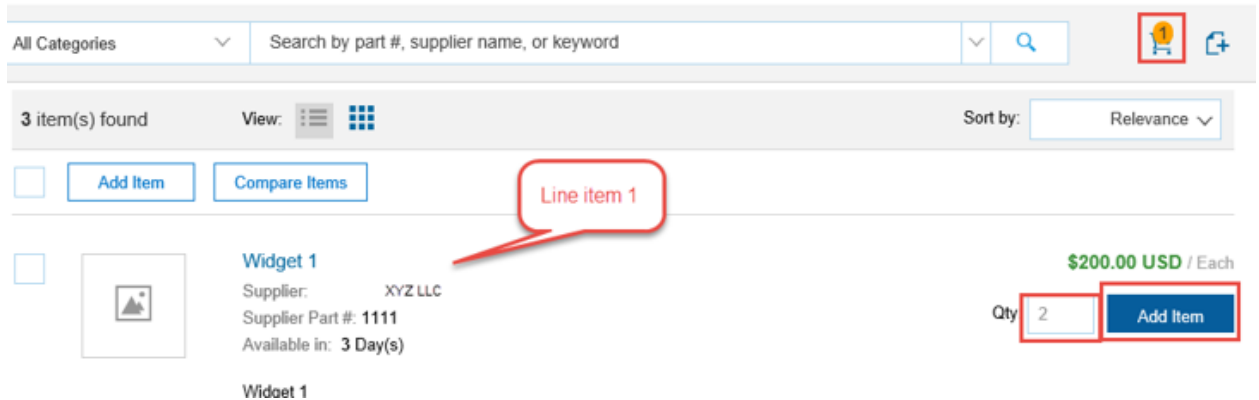 All Categories Search by part #, supplier name, or keyword 1
3 item(s) found View: Sort by: Relevance
Add Item Compare Items
Line item 1
Widget 1 $200.00 USD / Each
Supplier: XYZ LLC
Supplier Part #: 1111 Qty 2 Add Item
Available in: 3 Day(s)
Widget 1